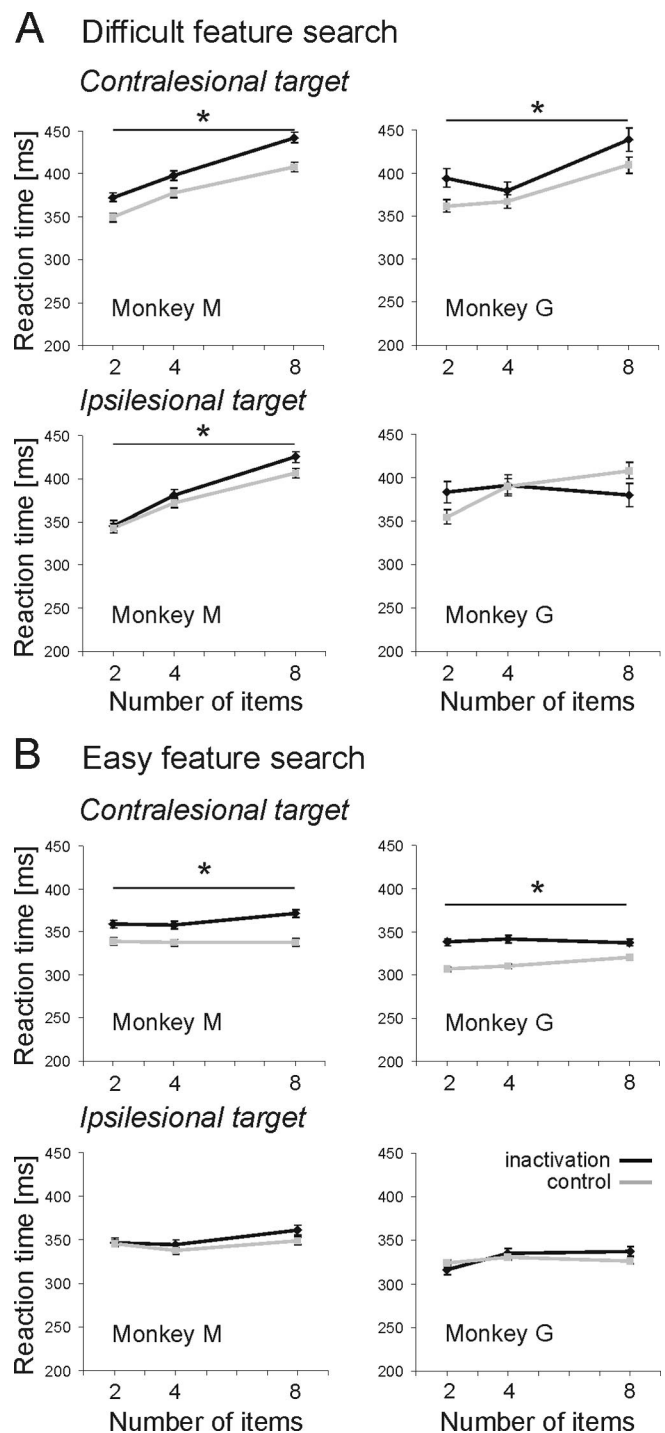 A Difficult feature search
Contralesional target
Reaction time [ms]
450
400
350
300
250
200
*
Monkey M
2 4 8
450
400
350
300
250
200
*
Monkey G
2 4 8
Ipsilesional target
Reaction time [ms]
450
400
350
300
250
200
*
Monkey M
2 4 8
Number of items
450
400
350
300
250
200
Monkey G
2 4 8
Number of items
B Easy feature search
Contralesional target
Reaction time [ms]
450
400
350
300
250
200
*
Monkey M
2 4 8
450
400
350
300
250
200
*
Monkey G
2 4 8
Ipsilesional target
Reaction time [ms]
450
400
350
300
250
200
Monkey M
2 4 8
Number of items
450
400
350
300
250
200
inactivation
control
Monkey G
2 4 8
Number of items